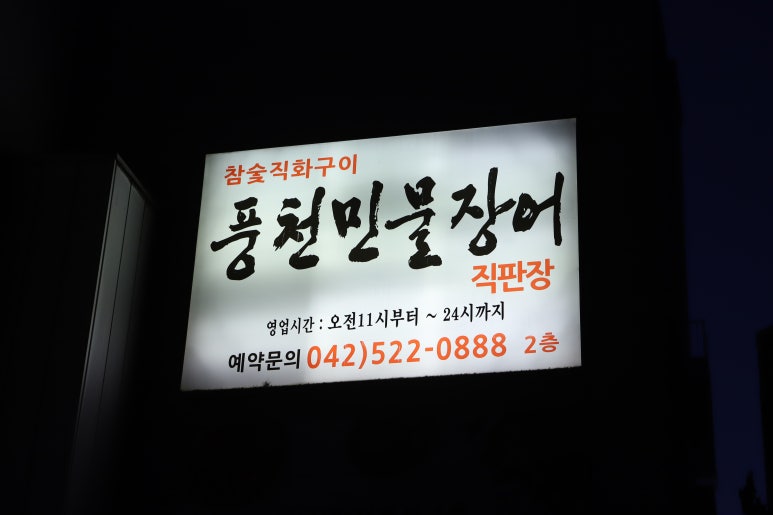 참숯직화구이
풍천민물장어
직판장
영업시간 : 오전11시부터 ~ 24시까지
예약문의 042)522-0888 2층